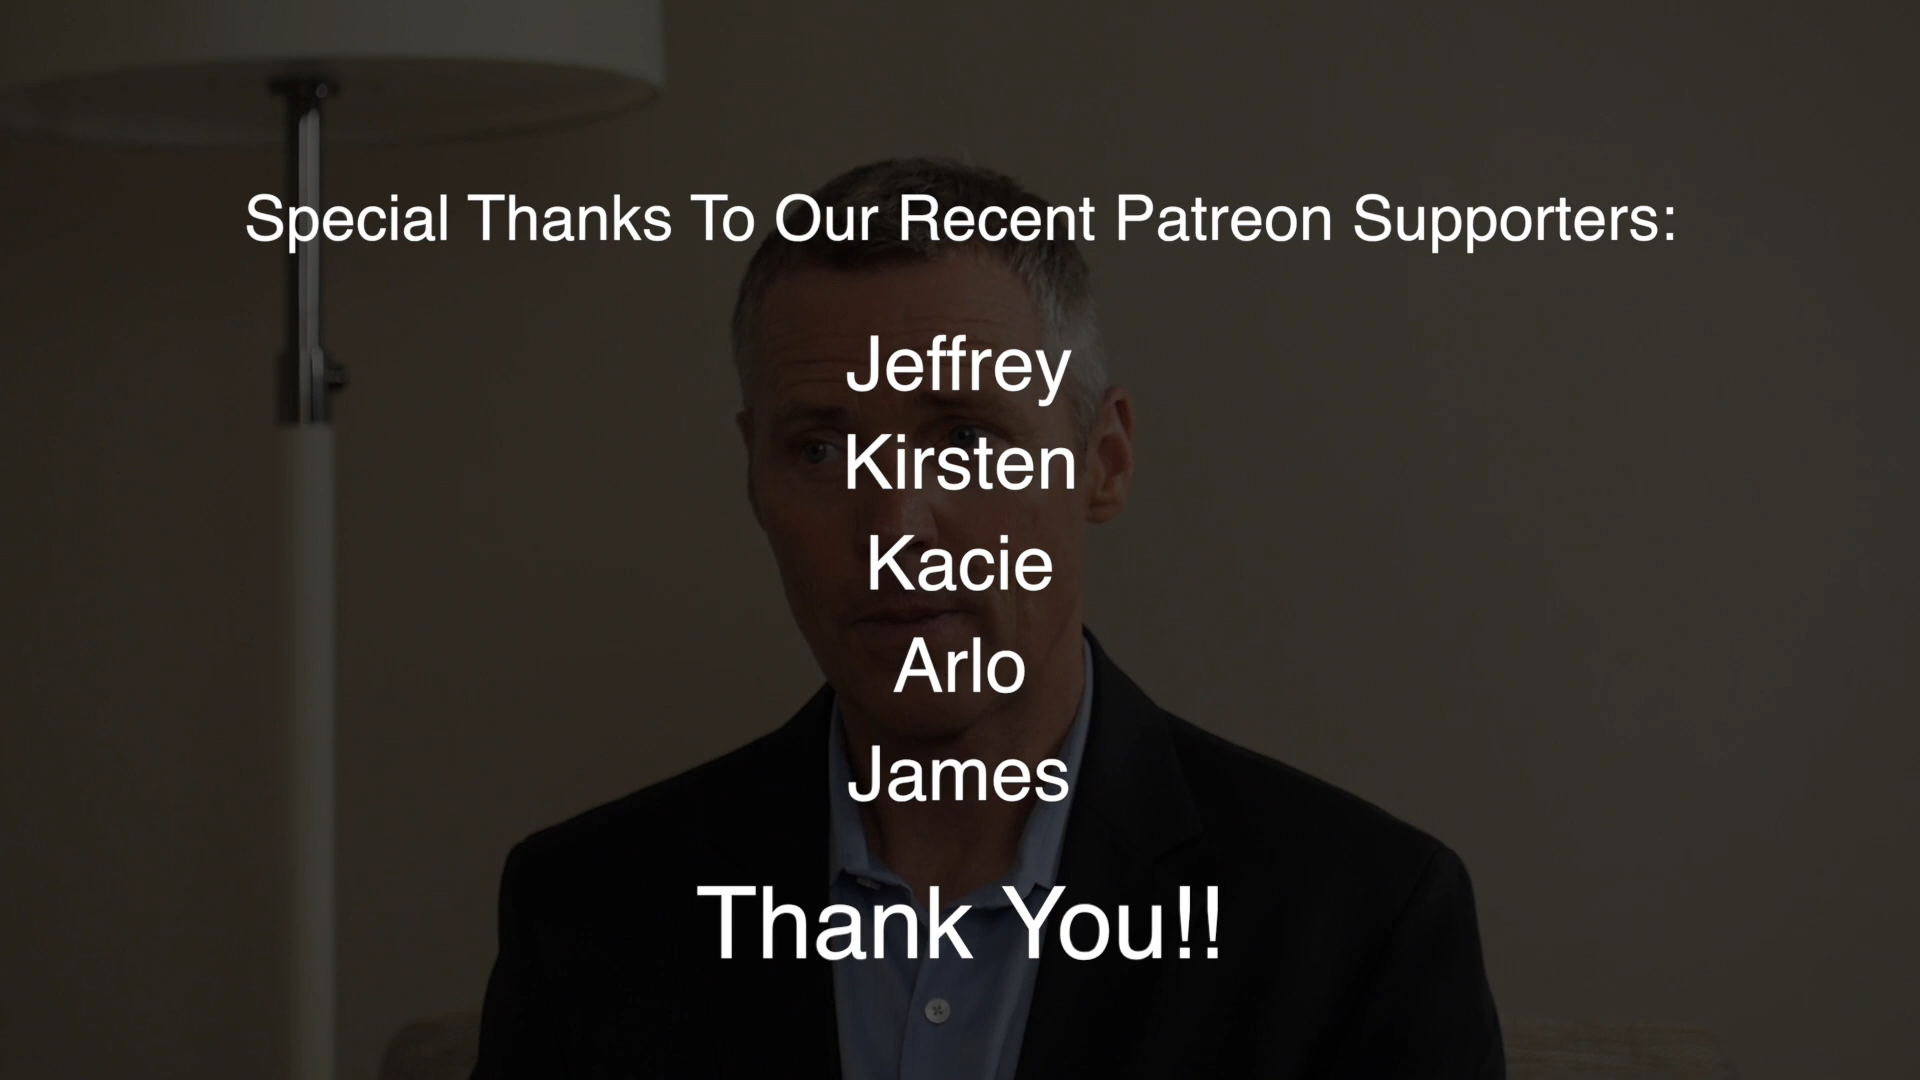 Special Thanks To Our Recent Patreon Supporters:
Jeffrey
Kirsten
Kacie
Arlo
James
Thank You!!